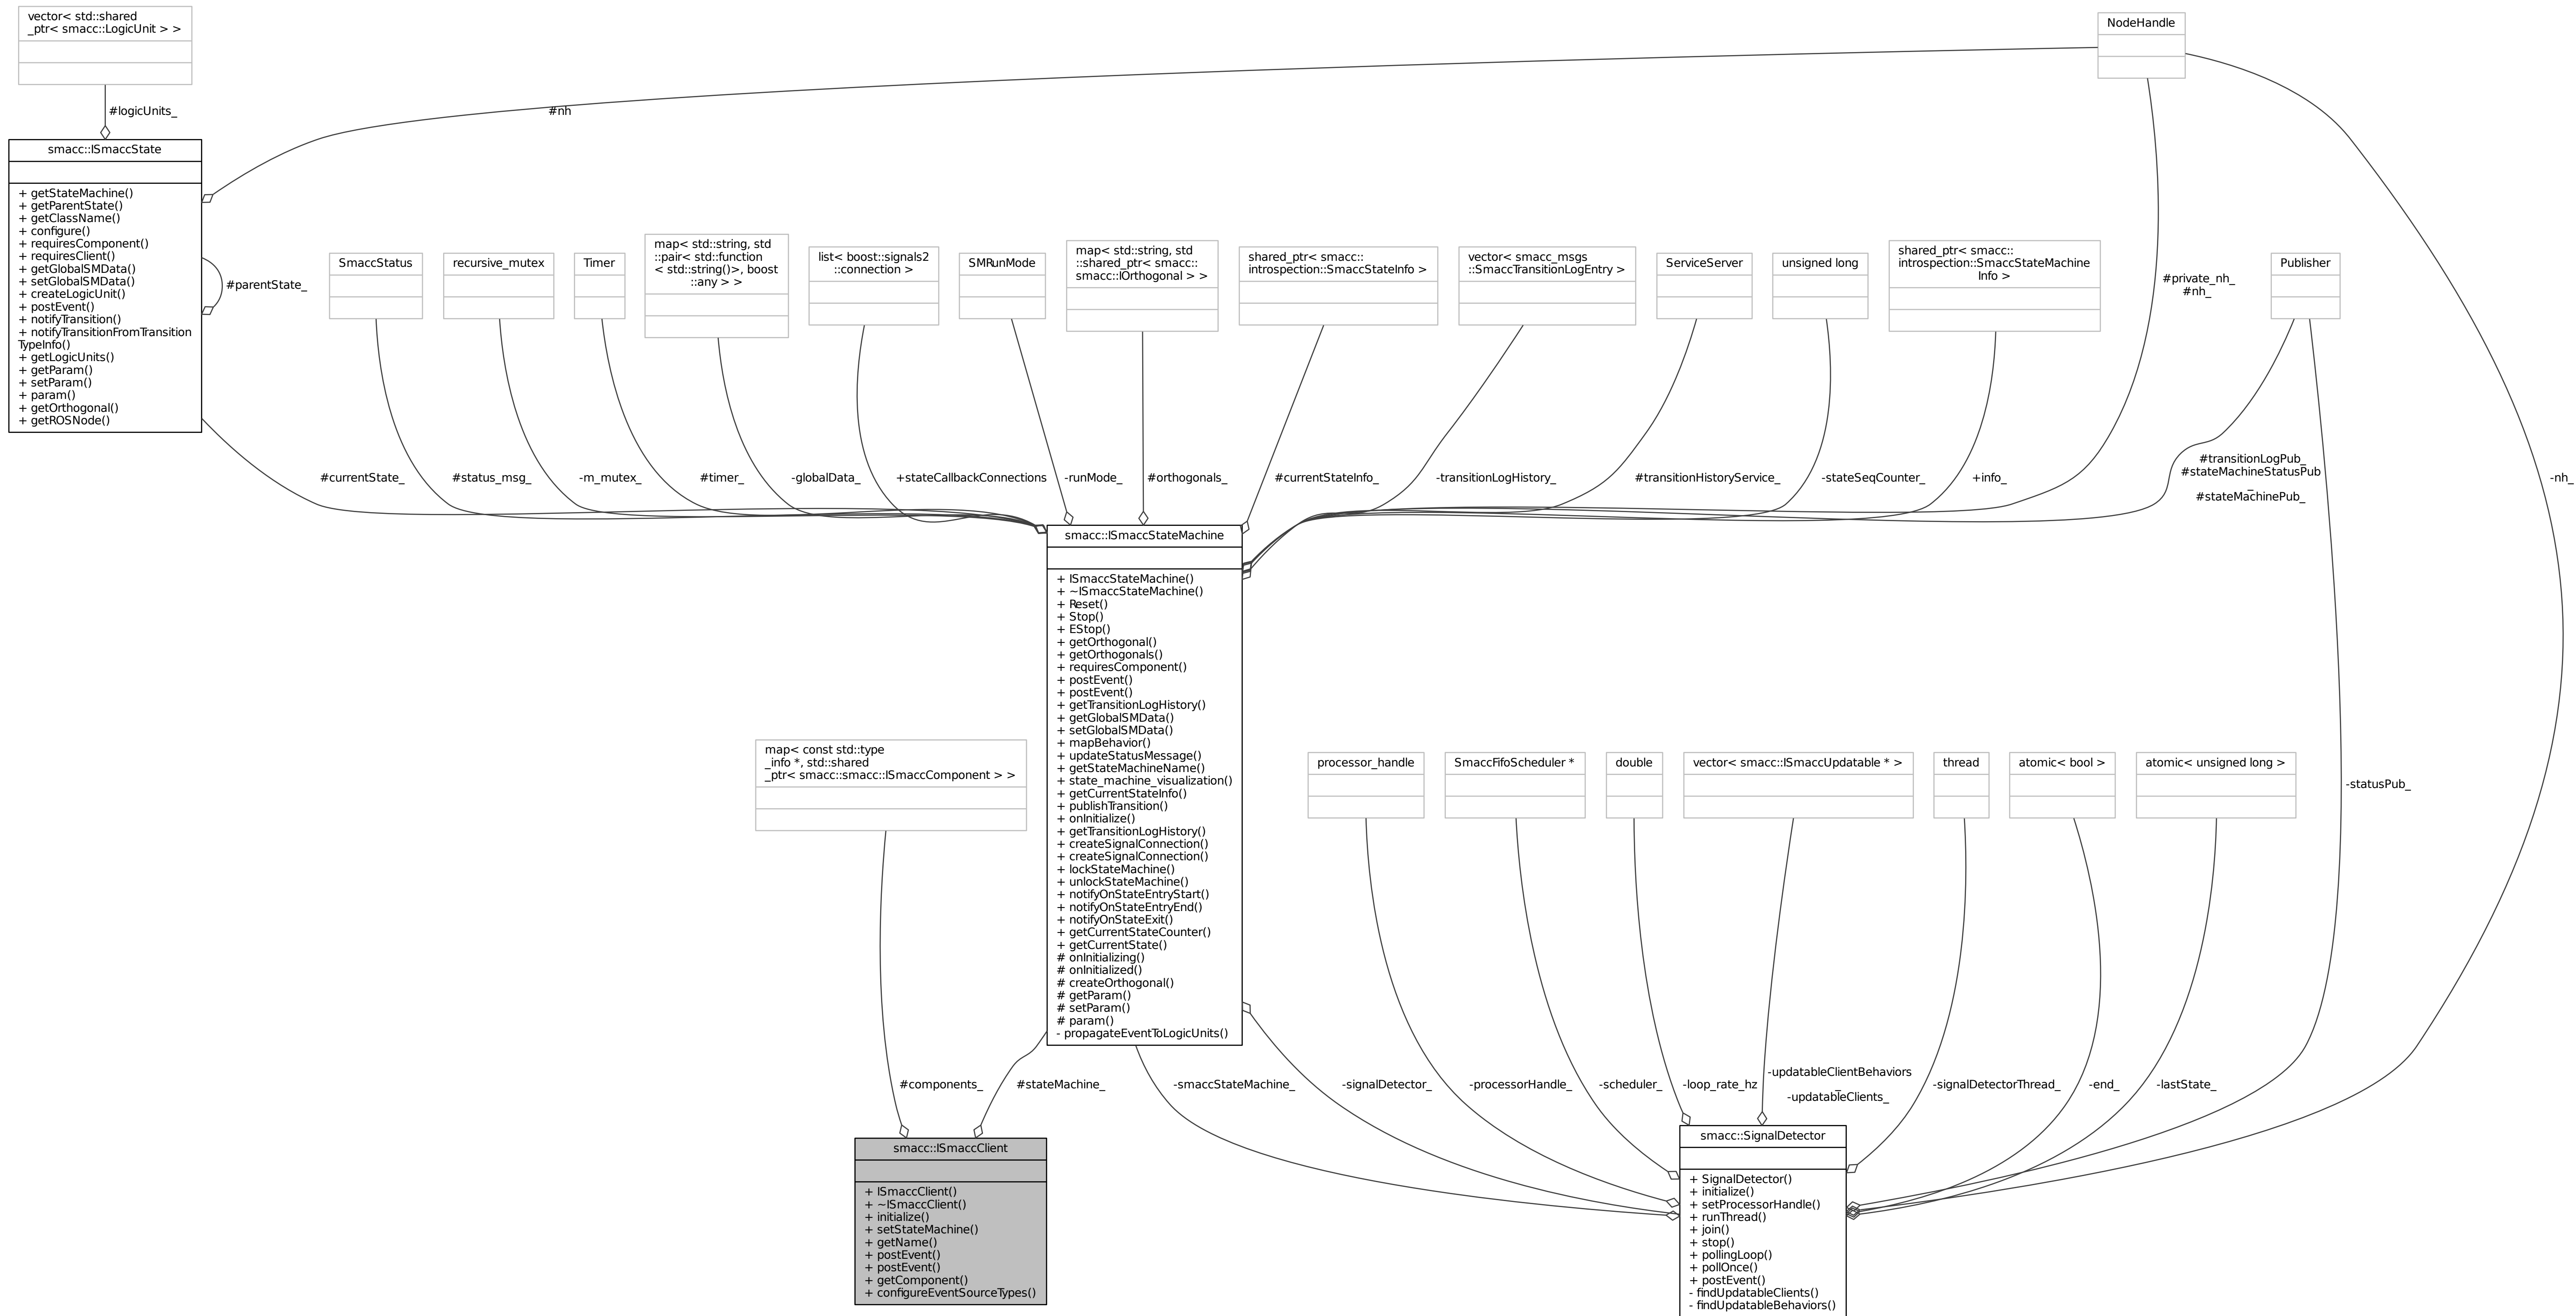 vector< std::shared
_ptr< smacc::LogicUnit > >
NodeHandle
#logicUnits_
#nh
smacc::ISmaccState
+ getStateMachine()
+ getParentState()
+ getClassName()
+ configure()
+ requiresComponent()
+ requiresClient()
+ getGlobalSMData()
+ setGlobalSMData()
+ createLogicUnit()
+ postEvent()
+ notifyTransition()
+ notifyTransitionFromTransition
TypeInfo()
+ getLogicUnits()
+ getParam()
+ setParam()
+ param()
+ getOrthogonal()
+ getROSNode()
#parentState_
SmaccStatus
recursive_mutex
Timer
map< std::string, std
::pair< std::function
< std::string()>, boost
::any > >
list< boost::signals2
::connection >
SMRunMode
map< std::string, std
::shared_ptr< smacc::
smacc::IOrthogonal > >
shared_ptr< smacc::
introspection::SmaccStateInfo >
vector< smacc_msgs
::SmaccTransitionLogEntry >
ServiceServer
unsigned long
shared_ptr< smacc::
introspection::SmaccStateMachine
Info >
#private_nh_
#nh_
Publisher
#currentState_
#status_msg_
-m_mutex_
#timer_
-globalData_
+stateCallbackConnections
-runMode_
#orthogonals_
#currentStateInfo_
-transitionLogHistory_
#transitionHistoryService_
-stateSeqCounter_
+info_
#transitionLogPub_
#stateMachineStatusPub
_
#stateMachinePub_
-nh_
smacc::ISmaccStateMachine
+ ISmaccStateMachine()
+ ~ISmaccStateMachine()
+ Reset()
+ Stop()
+ EStop()
+ getOrthogonal()
+ getOrthogonals()
+ requiresComponent()
+ postEvent()
+ postEvent()
+ getTransitionLogHistory()
+ getGlobalSMData()
+ setGlobalSMData()
+ mapBehavior()
+ updateStatusMessage()
+ getStateMachineName()
+ state_machine_visualization()
+ getCurrentStateInfo()
+ publishTransition()
+ onInitialize()
+ getTransitionLogHistory()
+ createSignalConnection()
+ createSignalConnection()
+ lockStateMachine()
+ unlockStateMachine()
+ notifyOnStateEntryStart()
+ notifyOnStateEntryEnd()
+ notifyOnStateExit()
+ getCurrentStateCounter()
+ getCurrentState()
# onInitializing()
# onInitialized()
# createOrthogonal()
# getParam()
# setParam()
# param()
- propagateEventToLogicUnits()
map< const std::type
_info *, std::shared
_ptr< smacc::smacc::ISmaccComponent > >
processor_handle
SmaccFifoScheduler *
double
vector< smacc::ISmaccUpdatable * >
thread
atomic< bool >
atomic< unsigned long >
-statusPub_
#components_
#stateMachine_
-smaccStateMachine_
-signalDetector_
-processorHandle_
-scheduler_
-loop_rate_hz
-updatableClientBehaviors
_
-updatableClients_
-signalDetectorThread_
-end_
-lastState_
smacc::ISmaccClient
+ ISmaccClient()
+ ~ISmaccClient()
+ initialize()
+ setStateMachine()
+ getName()
+ postEvent()
+ postEvent()
+ getComponent()
+ configureEventSourceTypes()
smacc::SignalDetector
+ SignalDetector()
+ initialize()
+ setProcessorHandle()
+ runThread()
+ join()
+ stop()
+ pollingLoop()
+ pollOnce()
+ postEvent()
- findUpdatableClients()
- findUpdatableBehaviors()